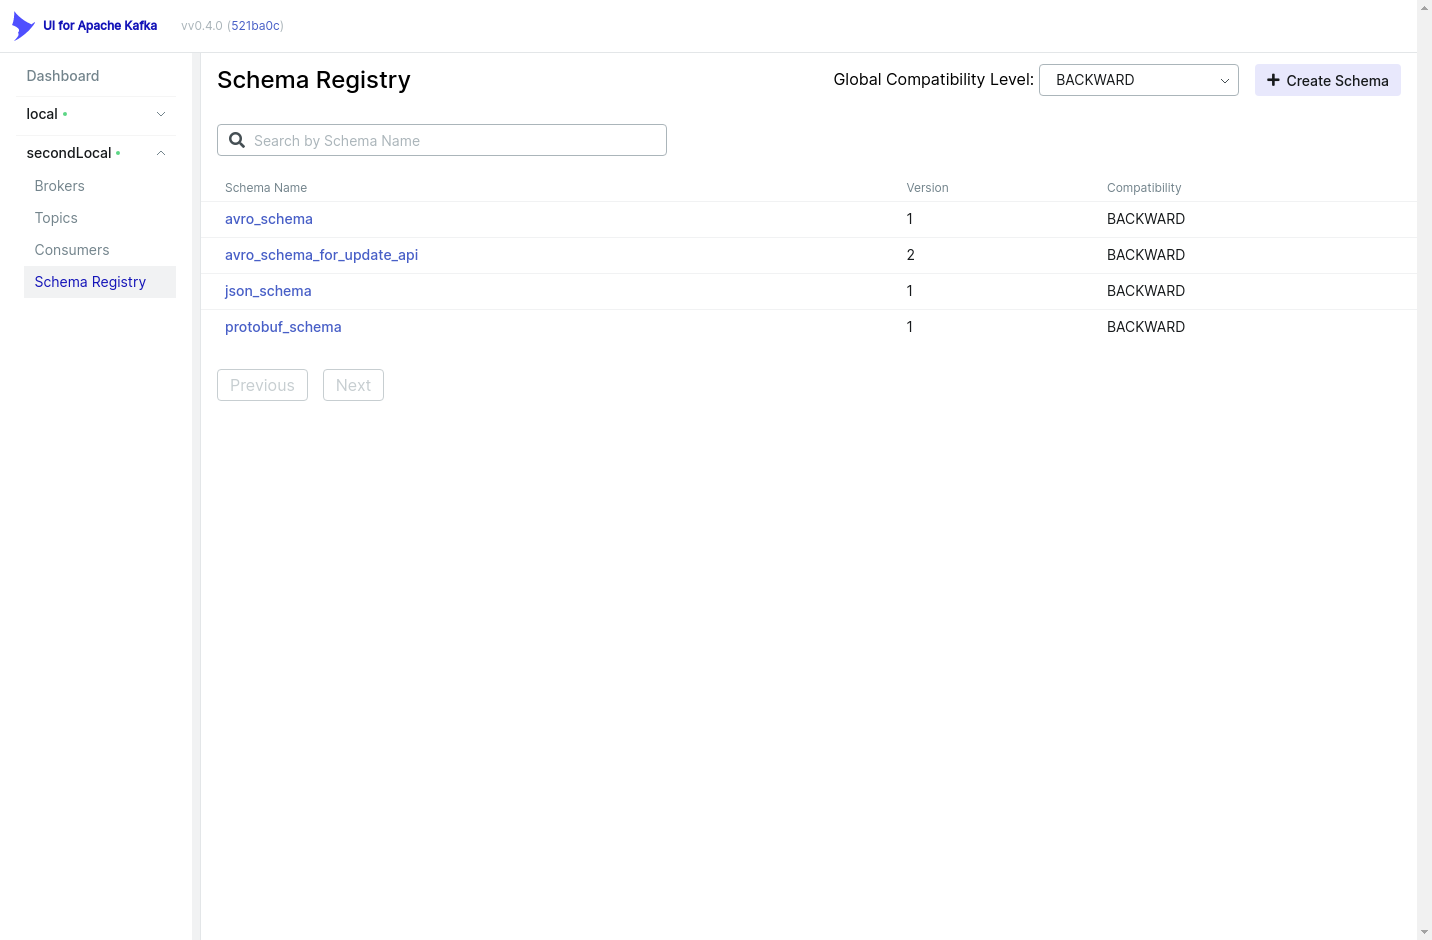 UI for Apache Kafka vv0.4.0 (521ba0c)
Dashboard
local
secondLocal
Brokers
Topics
Consumers
Schema Registry
Schema Registry
Global Compatibility Level: BACKWARD
Create Schema
Search by Schema Name
Schema Name Version Compatibility
avro_schema 1 BACKWARD
avro_schema_for_update_api 2 BACKWARD
json_schema 1 BACKWARD
protobuf_schema 1 BACKWARD
Previous Next